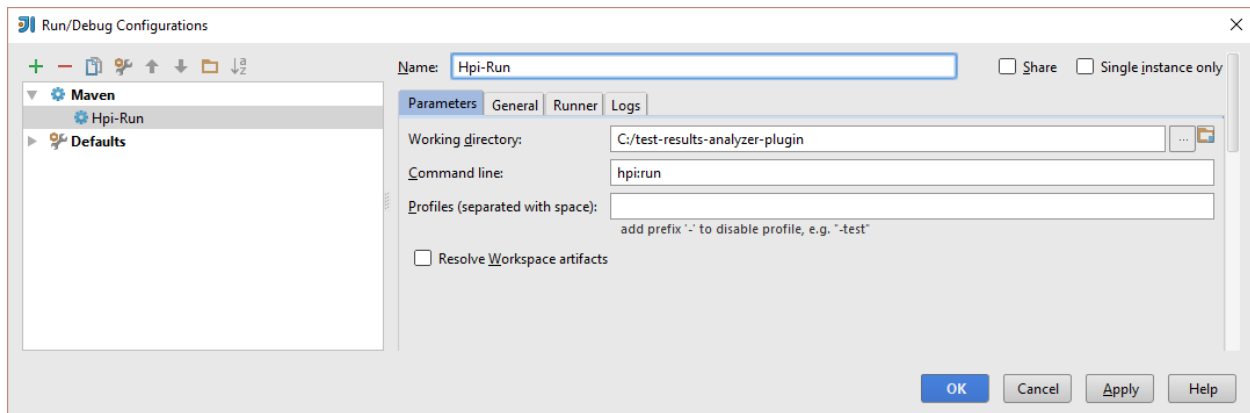 Run/Debug Configurations
Name: Hpi-Run Share Single instance only
Maven
Hpi-Run
Defaults
Parameters General Runner Logs
Working directory: C:/test-results-analyzer-plugin ...
Command line: hpi:run
Profiles (separated with space):
add prefix '-' to disable profile, e.g. "-test"
Resolve Workspace artifacts
OK Cancel Apply Help